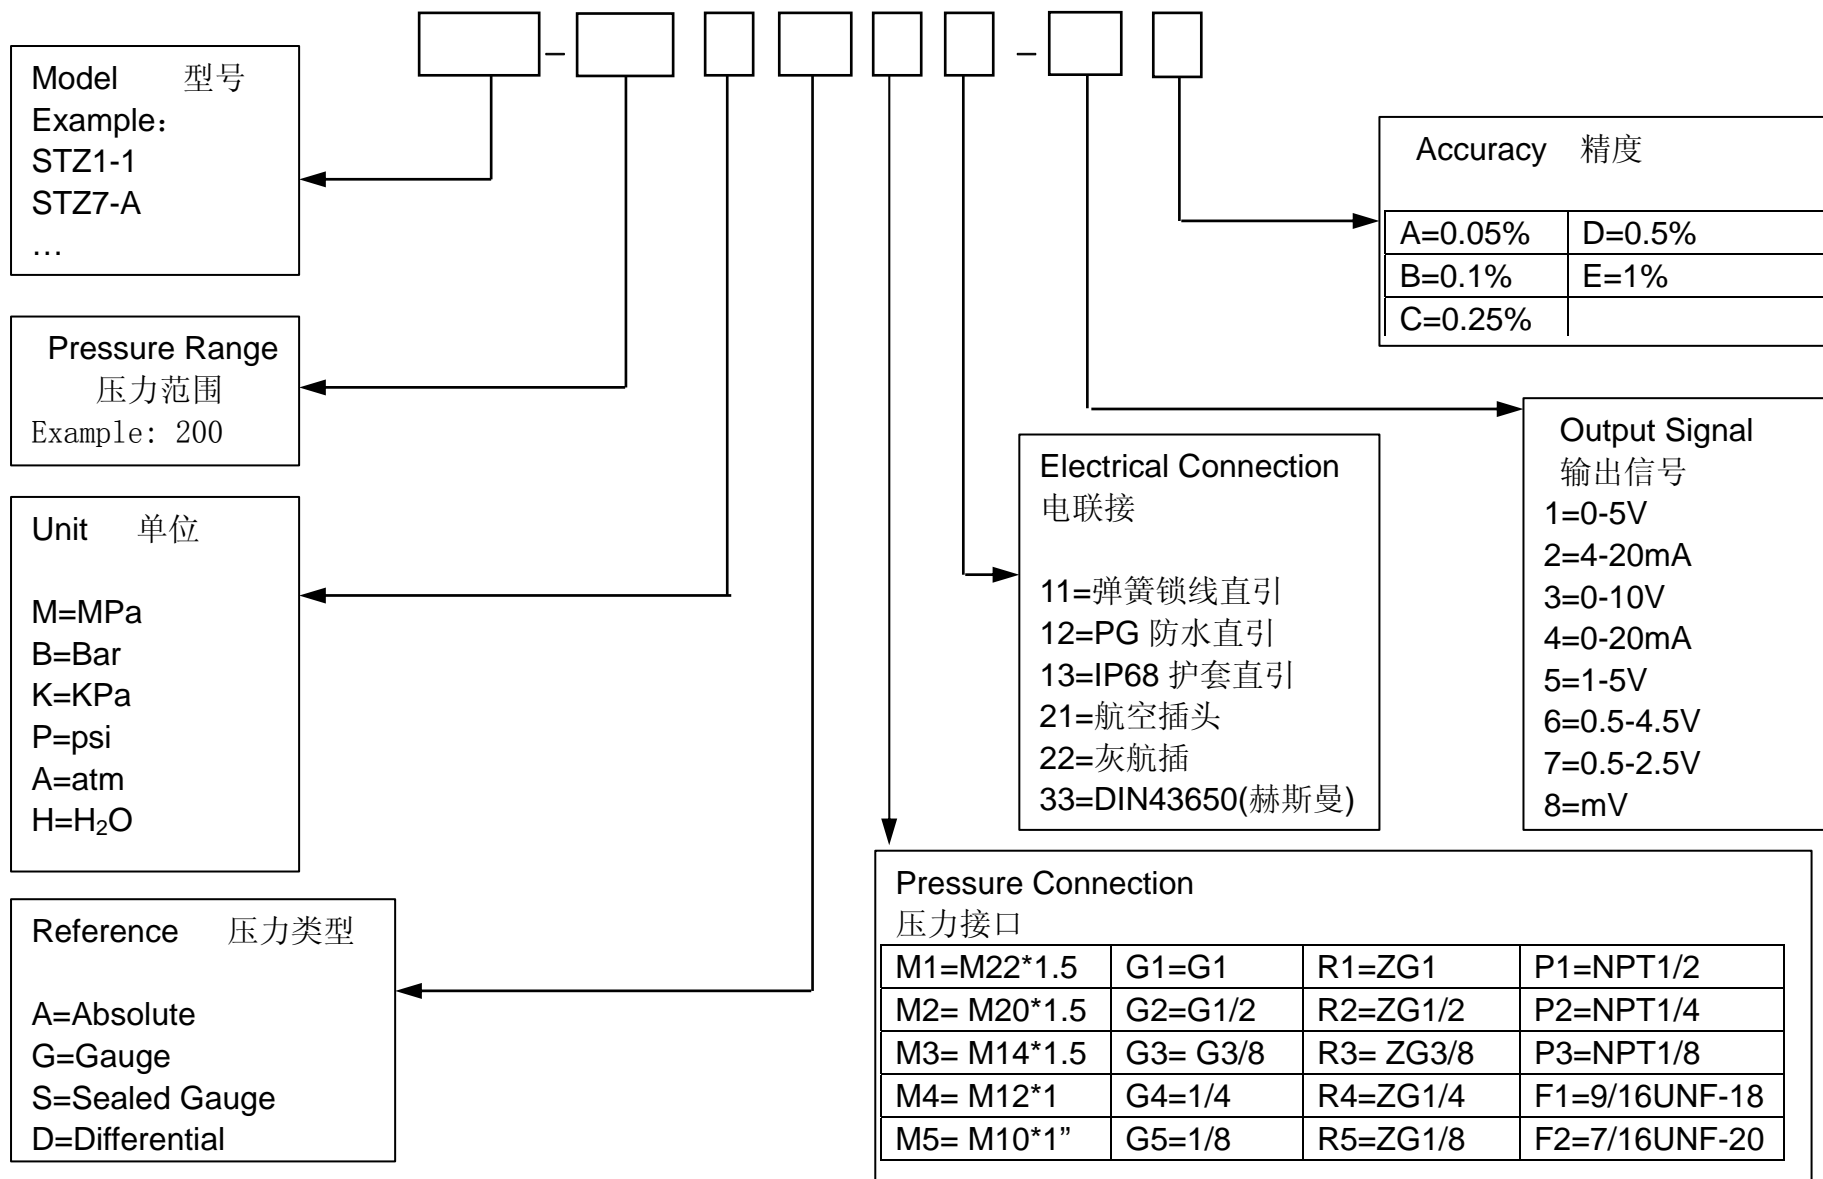 Model 型号
Example：
STZ1-1
STZ7-A
…
Pressure Range
压力范围
Example: 200
Unit 单位
M=MPa
B=Bar
K=KPa
P=psi
A=atm
H=H₂O
Reference 压力类型
A=Absolute
G=Gauge
S=Sealed Gauge
D=Differential
– –
Accuracy 精度
A=0.05% D=0.5%
B=0.1% E=1%
C=0.25%
Output Signal
输出信号
1=0-5V
2=4-20mA
3=0-10V
4=0-20mA
5=1-5V
6=0.5-4.5V
7=0.5-2.5V
8=mV
Electrical Connection
电联接
11=弹簧锁线直引
12=PG 防水直引
13=IP68 护套直引
21=航空插头
22=灰航插
33=DIN43650(赫斯曼)
Pressure Connection
压力接口
M1=M22*1.5 G1=G1 R1=ZG1 P1=NPT1/2
M2= M20*1.5 G2=G1/2 R2=ZG1/2 P2=NPT1/4
M3= M14*1.5 G3= G3/8 R3= ZG3/8 P3=NPT1/8
M4= M12*1 G4=1/4 R4=ZG1/4 F1=9/16UNF-18
M5= M10*1” G5=1/8 R5=ZG1/8 F2=7/16UNF-20